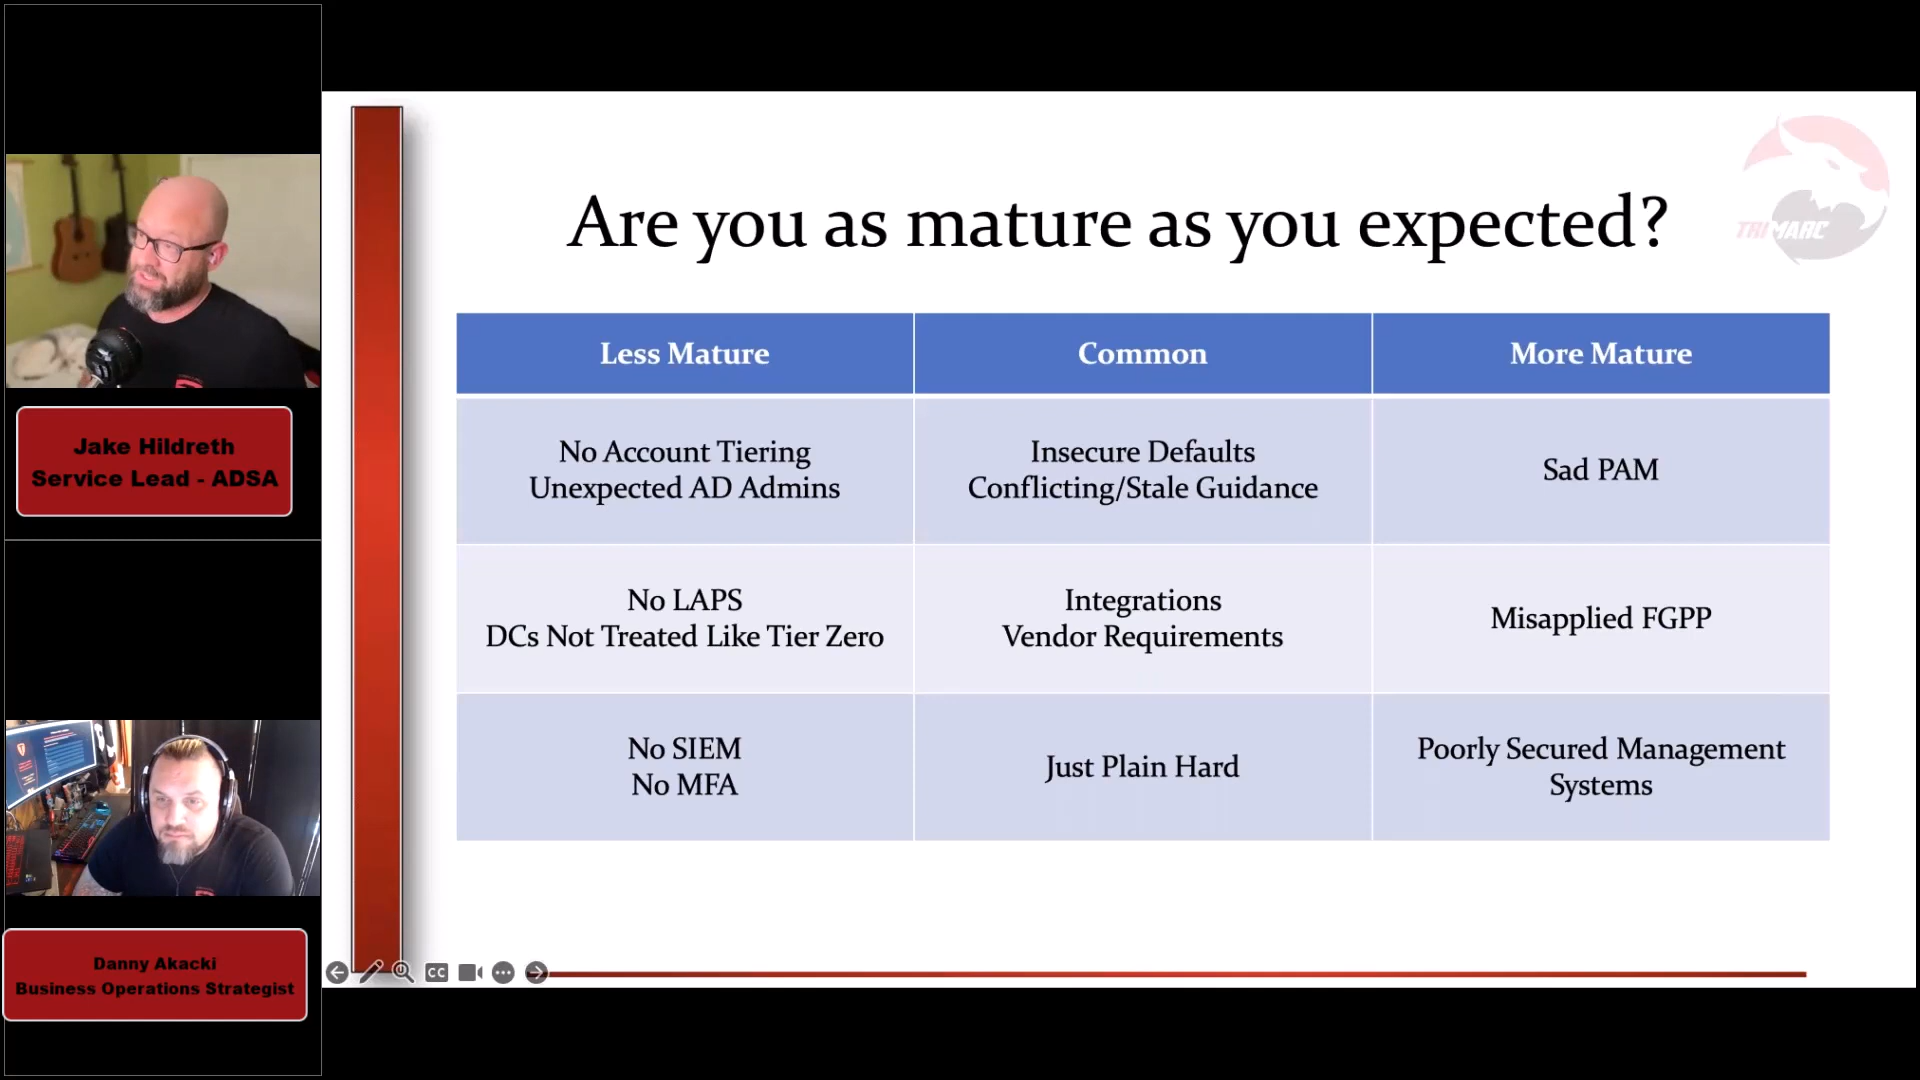 Jake Hildreth
Service Lead - ADSA
Danny Akacki
Business Operations Strategist
TRIMARC
Are you as mature as you expected?
Less Mature
Common
More Mature
No Account Tiering
Unexpected AD Admins
Insecure Defaults
Conflicting/Stale Guidance
Sad PAM
No LAPS
DCs Not Treated Like Tier Zero
Integrations
Vendor Requirements
Misapplied FGPP
No SIEM
No MFA
Just Plain Hard
Poorly Secured Management
Systems
CC